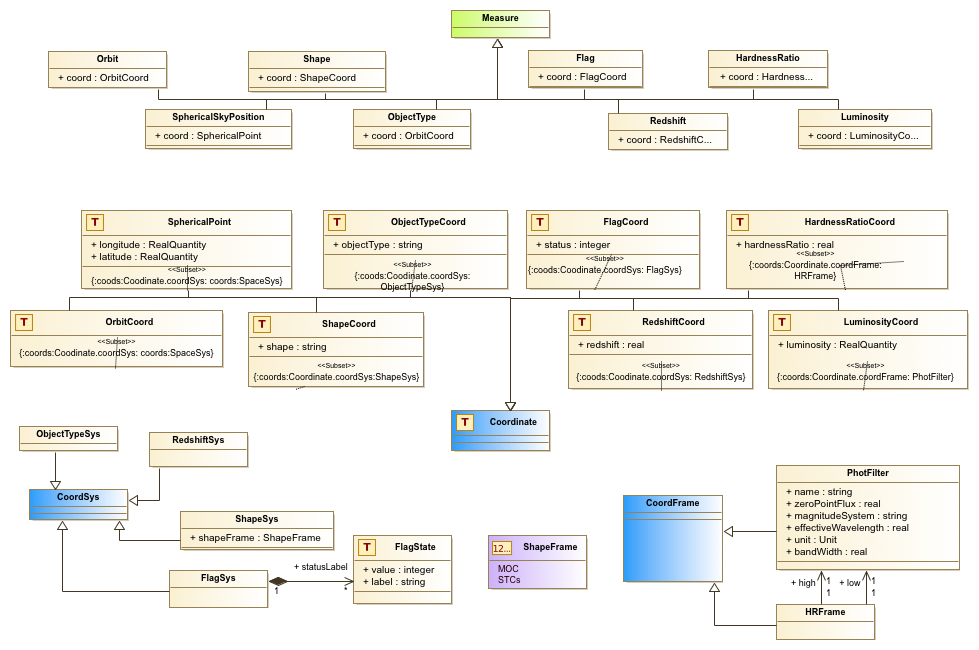 Measure
Orbit
+ coord : OrbitCoord
Shape
+ coord : ShapeCoord
Flag
+ coord : FlagCoord
HardnessRatio
+ coord : Hardness...
SphericalSkyPosition
+ coord : SphericalPoint
ObjectType
+ coord : OrbitCoord
Redshift
+ coord : RedshiftC...
Luminosity
+ coord : LuminosityCo...
T SphericalPoint
+ longitude : RealQuantity
+ latitude : RealQuantity
<<Subset>>
{:coods:Coodinate.coordSys: coords:SpaceSys}
T ObjectTypeCoord
+ objectType : string
<<Subset>>
{:coods:Coodinate.coordSys:
ObjectTypeSys}
T FlagCoord
+ status : integer
<<Subset>>
{:coods:Coodinate.coordSys: FlagSys}
T HardnessRatioCoord
+ hardnessRatio : real
<<Subset>>
{:coods:Coodinate.coordFrame:
HRFrame}
T OrbitCoord
<<Subset>>
{:coords:Coodinate.coordSys: coords:SpaceSys}
T ShapeCoord
+ shape : string
<<Subset>>
{:coords:Coordinate.coordSys:ShapeSys}
T RedshiftCoord
+ redshift : real
<<Subset>>
{:coods:Coodinate.coordSys: RedshiftSys}
T LuminosityCoord
+ luminosity : RealQuantity
<<Subset>>
{:coords:Coordinate.coordFrame: PhotFilter}
T Coordinate
ObjectTypeSys
RedshiftSys
CoordSys
ShapeSys
+ shapeFrame : ShapeFrame
FlagSys
+ statusLabel
1
*
T FlagState
+ value : integer
+ label : string
12... ShapeFrame
MOC
STCs
CoordFrame
PhotFilter
+ name : string
+ zeroPointFlux : real
+ magnitudeSystem : string
+ effectiveWavelength : real
+ unit : Unit
+ bandWidth : real
+ high 1 + low 1
1 1
HRFrame